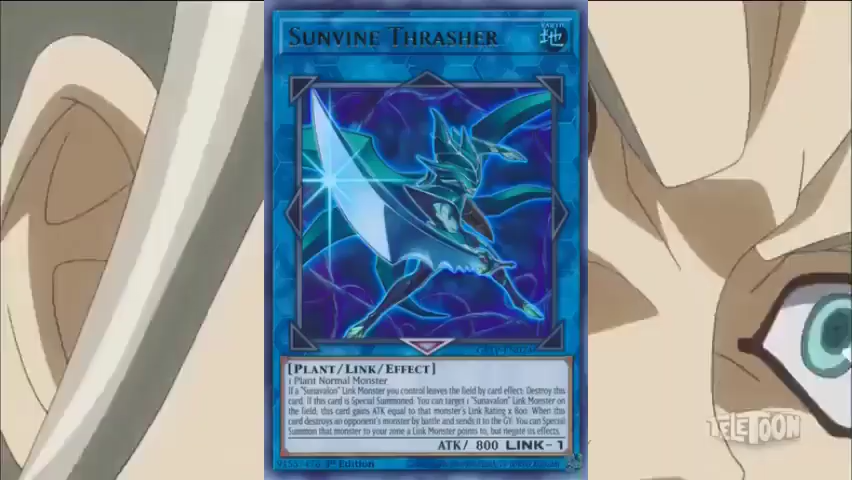 SUNVINE THRASHER
EARTH
地
[PLANT/LINK/EFFECT]
1 Plant Normal Monster
If a "Sunavalon" Link Monster you control leaves the field by card effect: Destroy this
card. If this card is Special Summoned: You can target 1 "Sunavalon" Link Monster on
the field; this card gains ATK equal to that monster's Link Rating x 800. When this
card destroys an opponent's monster by battle and sends it to the GY: You can Special
Summon that monster to your zone a Link Monster points to, but negate its effects.
ATK/ 800 LINK-1
1st Edition
TELETOON